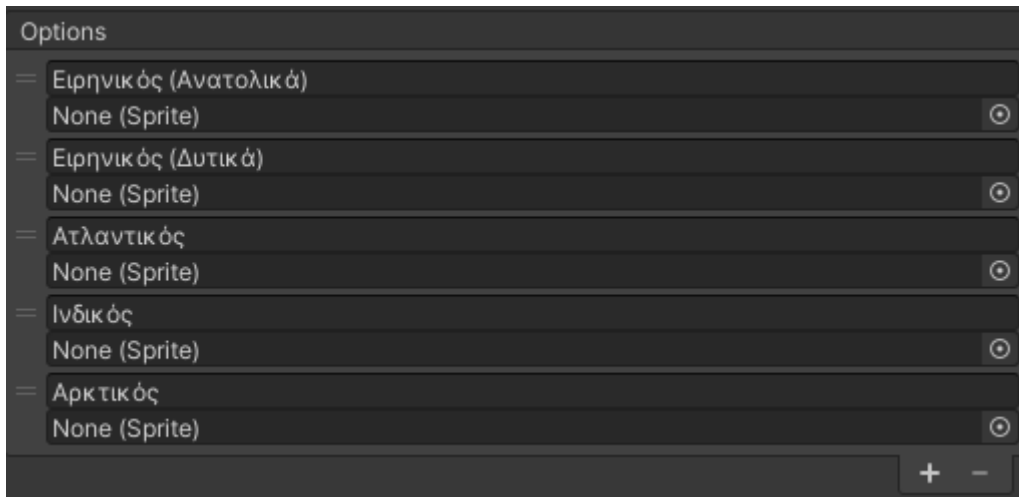 Options
Ειρηνικός (Ανατολικά)
None (Sprite)
Ειρηνικός (Δυτικά)
None (Sprite)
Ατλαντικός
None (Sprite)
Ινδικός
None (Sprite)
Αρκτικός
None (Sprite)